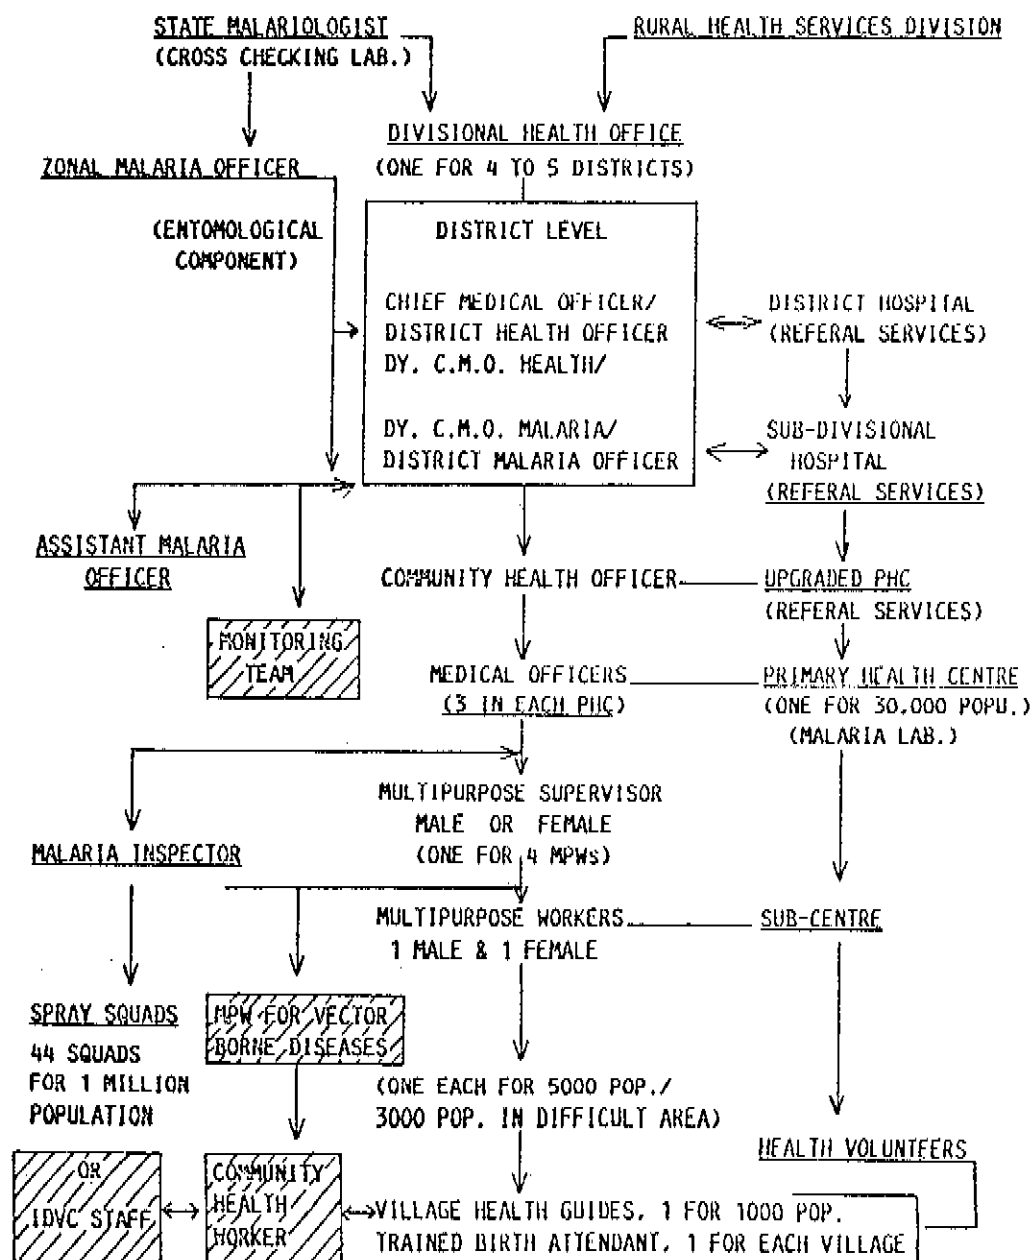 STATE MALARIOLOGIST
(CROSS CHECKING LAB.)
RURAL HEALTH SERVICES DIVISION
DIVISIONAL HEALTH OFFICE
(ONE FOR 4 TO 5 DISTRICTS)
ZONAL MALARIA OFFICER
(ENTOMOLOGICAL
COMPONENT)
DISTRICT LEVEL
CHIEF MEDICAL OFFICER/
DISTRICT HEALTH OFFICER
DY. C.M.O. HEALTH/
DY. C.M.O. MALARIA/
DISTRICT MALARIA OFFICER
DISTRICT HOSPITAL
(REFERAL SERVICES)
SUB-DIVISIONAL
HOSPITAL
(REFERAL SERVICES)
ASSISTANT MALARIA
OFFICER
MONITORING
TEAM
COMMUNITY HEALTH OFFICER
UPGRADED PHC
(REFERAL SERVICES)
MEDICAL OFFICERS
(3 IN EACH PHC)
PRIMARY HEALTH CENTRE
(ONE FOR 30,000 POPU.)
(MALARIA LAB.)
MULTIPURPOSE SUPERVISOR
MALE OR FEMALE
(ONE FOR 4 MPWs)
MALARIA INSPECTOR
MULTIPURPOSE WORKERS
1 MALE & 1 FEMALE
SUB-CENTRE
SPRAY SQUADS
44 SQUADS
FOR 1 MILLION
POPULATION
MPW FOR VECTOR
BORNE DISEASES
(ONE EACH FOR 5000 POP./
3000 POP. IN DIFFICULT AREA)
HEALTH VOLUNTEERS
OR
IDVC STAFF
COMMUNITY
HEALTH
WORKER
VILLAGE HEALTH GUIDES, 1 FOR 1000 POP.
TRAINED BIRTH ATTENDANT, 1 FOR EACH VILLAGE